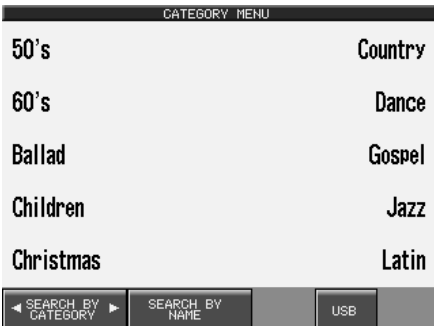 CATEGORY MENU
50's Country
60's Dance
Ballad Gospel
Children Jazz
Christmas Latin
◄ SEARCH BY CATEGORY ►
SEARCH BY NAME
USB